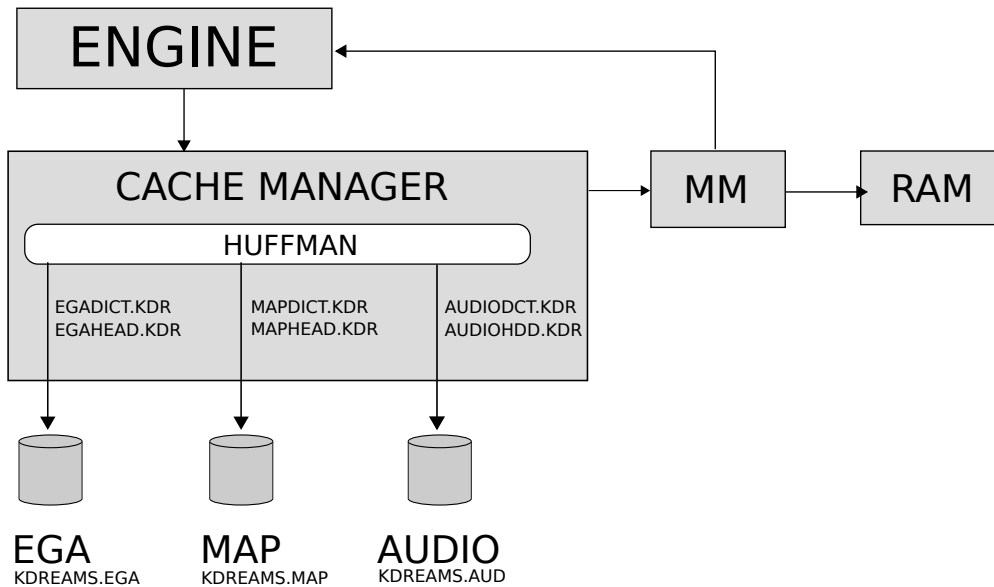 ENGINE
CACHE MANAGER
MM
RAM
HUFFMAN
EGADICT.KDR
EGAHEAD.KDR
MAPDICT.KDR
MAPHEAD.KDR
AUDIODCT.KDR
AUDIOHDD.KDR
EGA
KDREAMS.EGA
MAP
KDREAMS.MAP
AUDIO
KDREAMS.AUD